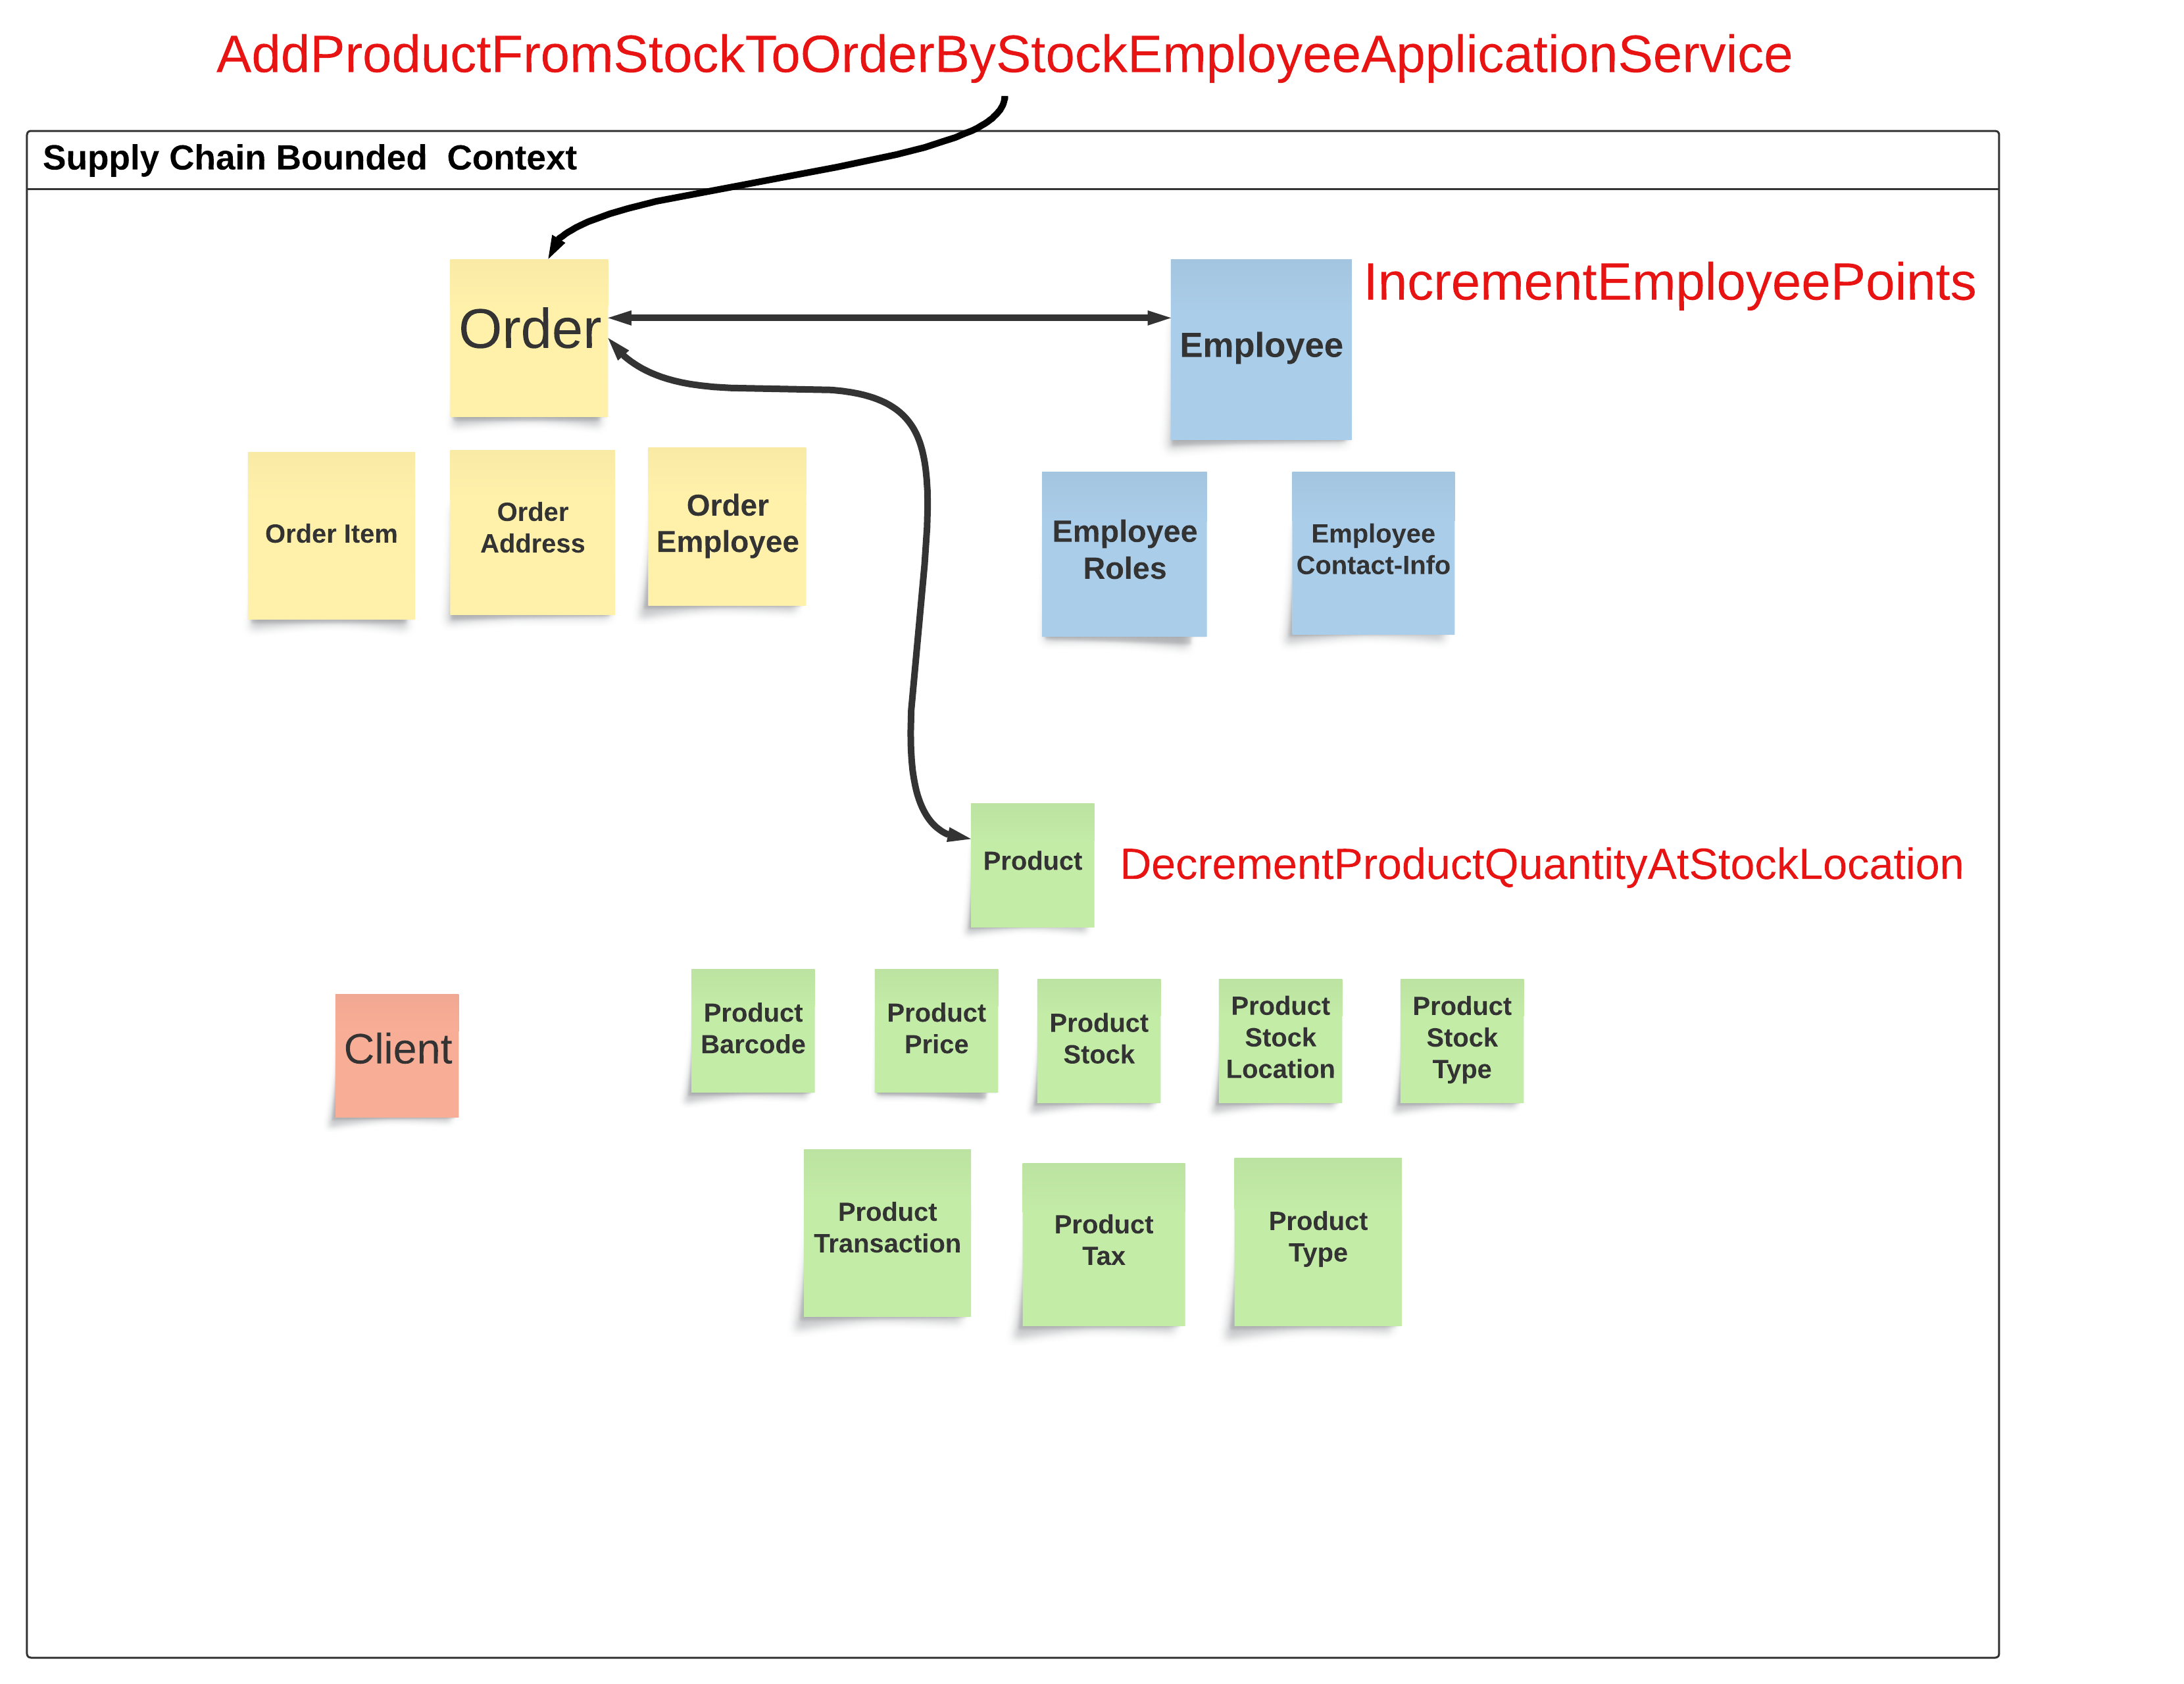 AddProductFromStockToOrderByStockEmployeeApplicationService
Supply Chain Bounded Context
Order
Employee
IncrementEmployeePoints
Order Item
Order
Address
Order
Employee
Employee
Roles
Employee
Contact-Info
Product
DecrementProductQuantityAtStockLocation
Client
Product
Barcode
Product
Price
Product
Stock
Product
Stock
Location
Product
Stock
Type
Product
Transaction
Product
Tax
Product
Type